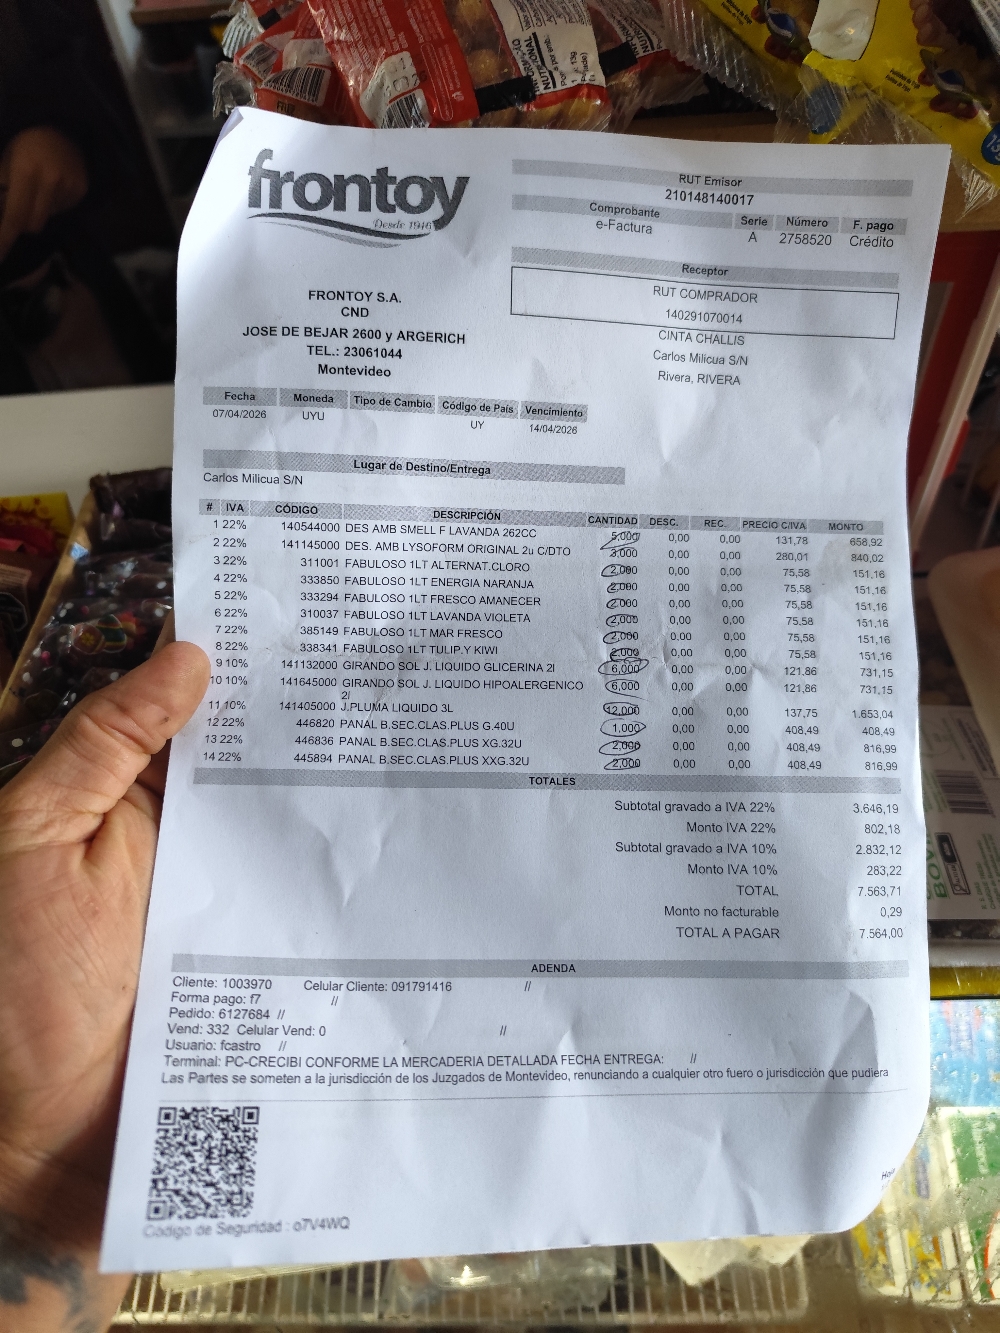 frontoy
Desde 1946
RUT Emisor
210148140017
Comprobante Serie Número F. pago
e-Factura A 2758520 Crédito
Receptor
RUT COMPRADOR
140291070014
CINTA CHALLIS
Carlos Milicua S/N
Rivera, RIVERA
FRONTOY S.A.
CND
JOSE DE BEJAR 2600 y ARGERICH
TEL.: 23061044
Montevideo
Fecha Moneda Tipo de Cambio Código de País Vencimiento
07/04/2026 UYU UY 14/04/2026
Lugar de Destino/Entrega
Carlos Milicua S/N
# IVA CÓDIGO DESCRIPCIÓN CANTIDAD DESC. REC. PRECIO C/IVA MONTO
1 22% 140544000 DES AMB SMELL F LAVANDA 262CC 5,000 0,00 0,00 131,78 658,92
2 22% 141145000 DES. AMB LYSOFORM ORIGINAL 2u C/DTO 3,000 0,00 0,00 280,01 840,02
3 22% 311001 FABULOSO 1LT ALTERNAT.CLORO 2,000 0,00 0,00 75,58 151,16
4 22% 333850 FABULOSO 1LT ENERGIA NARANJA 2,000 0,00 0,00 75,58 151,16
5 22% 333294 FABULOSO 1LT FRESCO AMANECER 2,000 0,00 0,00 75,58 151,16
6 22% 310037 FABULOSO 1LT LAVANDA VIOLETA 2,000 0,00 0,00 75,58 151,16
7 22% 385149 FABULOSO 1LT MAR FRESCO 2,000 0,00 0,00 75,58 151,16
8 22% 338341 FABULOSO 1LT TULIP.Y KIWI 2,000 0,00 0,00 75,58 151,16
9 10% 141132000 GIRANDO SOL J. LIQUIDO GLICERINA 2l 6,000 0,00 0,00 121,86 731,15
10 10% 141645000 GIRANDO SOL J. LIQUIDO HIPOALERGENICO 6,000 0,00 0,00 121,86 731,15
2l
11 10% 141405000 J.PLUMA LIQUIDO 3L 12,000 0,00 0,00 137,75 1.653,04
12 22% 446820 PANAL B.SEC.CLAS.PLUS G.40U 1,000 0,00 0,00 408,49 408,49
13 22% 446836 PANAL B.SEC.CLAS.PLUS XG.32U 2,000 0,00 0,00 408,49 816,99
14 22% 445894 PANAL B.SEC.CLAS.PLUS XXG.32U 2,000 0,00 0,00 408,49 816,99
TOTALES
Subtotal gravado a IVA 22% 3.646,19
Monto IVA 22% 802,18
Subtotal gravado a IVA 10% 2.832,12
Monto IVA 10% 283,22
TOTAL 7.563,71
Monto no facturable 0,29
TOTAL A PAGAR 7.564,00
ADENDA
Cliente: 1003970 Celular Cliente: 091791416 //
Forma pago: f7 //
Pedido: 6127684 //
Vend: 332 Celular Vend: 0 //
Usuario: fcastro //
Terminal: PC-CRECIBI CONFORME LA MERCADERIA DETALLADA FECHA ENTREGA: //
Las Partes se someten a la jurisdicción de los Juzgados de Montevideo, renunciando a cualquier otro fuero o jurisdicción que pudiera
Código de Seguridad : o7V4WQ